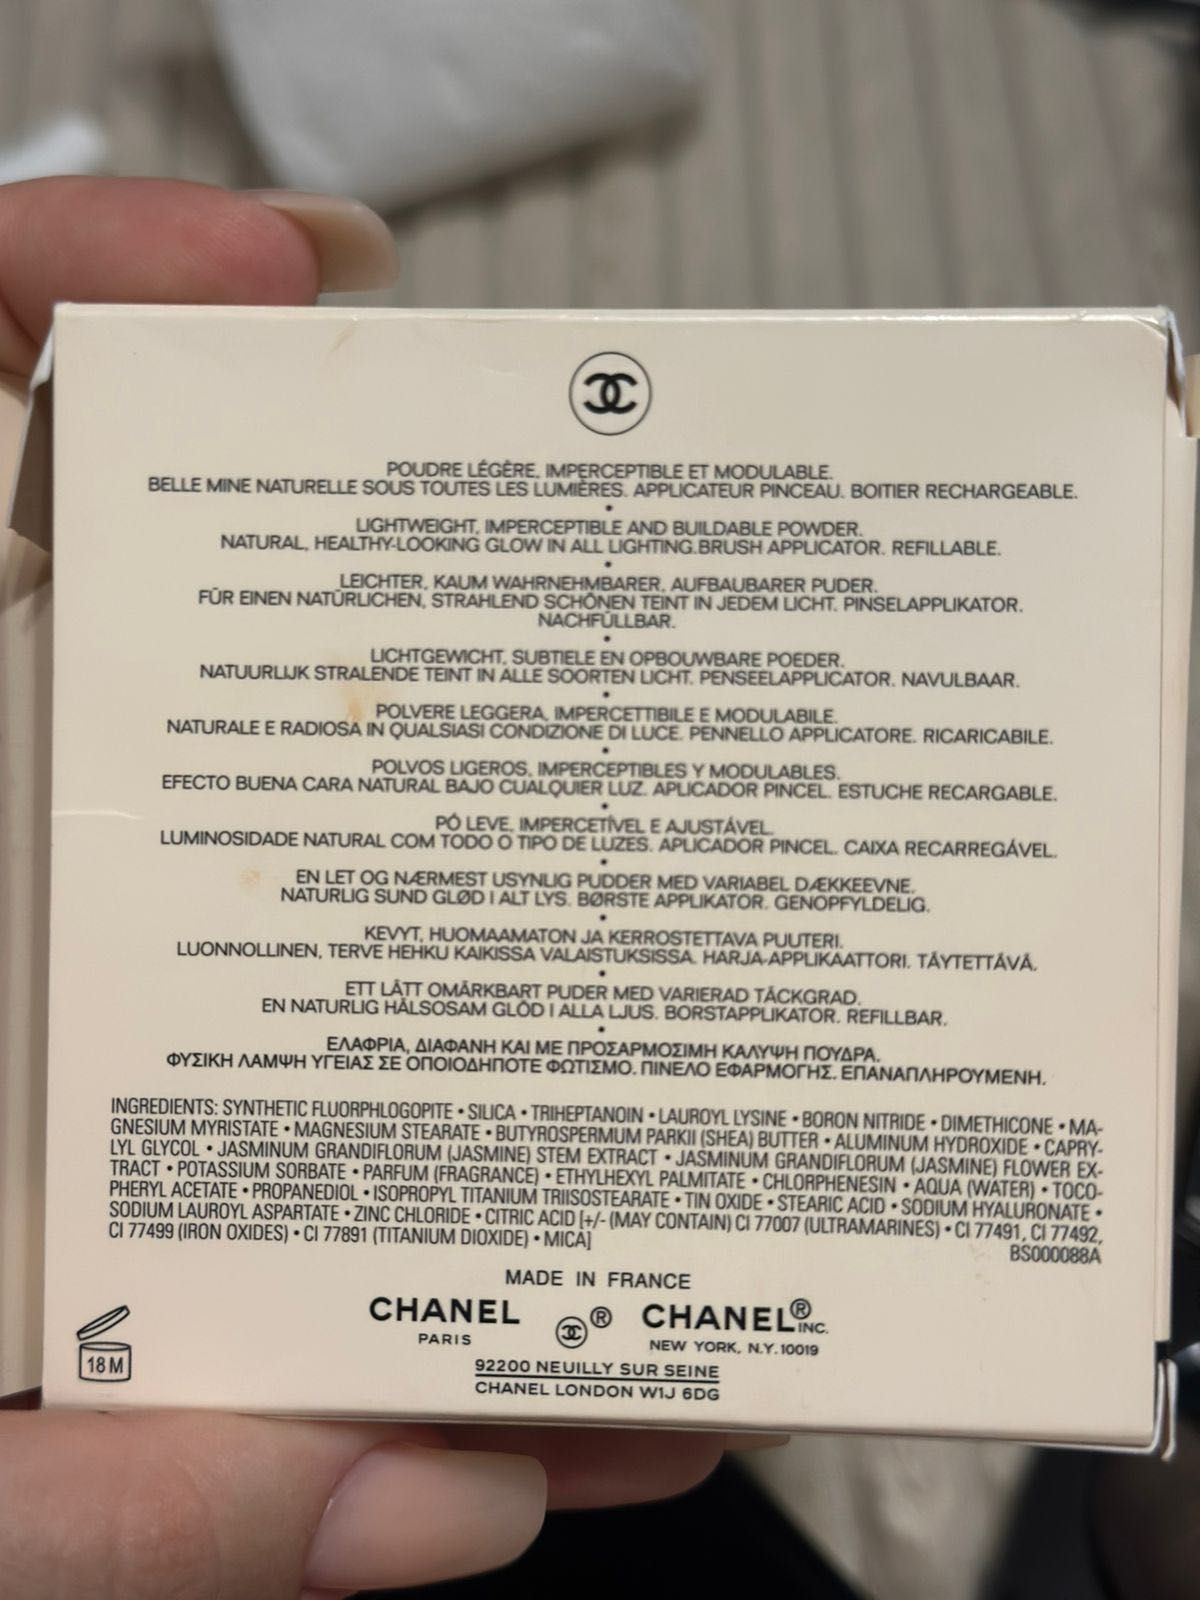 POUDRE LÉGÈRE, IMPERCEPTIBLE ET MODULABLE.
BELLE MINE NATURELLE SOUS TOUTES LES LUMIÈRES. APPLICATEUR PINCEAU. BOITIER RECHARGEABLE.
•
LIGHTWEIGHT, IMPERCEPTIBLE AND BUILDABLE POWDER.
NATURAL, HEALTHY-LOOKING GLOW IN ALL LIGHTING.BRUSH APPLICATOR. REFILLABLE.
•
LEICHTER, KAUM WAHRNEHMBARER, AUFBAUBARER PUDER.
FÜR EINEN NATÜRLICHEN, STRAHLEND SCHÖNEN TEINT IN JEDEM LICHT. PINSELAPPLIKATOR.
NACHFÜLLBAR.
•
LICHTGEWICHT, SUBTIELE EN OPBOUWBARE POEDER.
NATUURLIJK STRALENDE TEINT IN ALLE SOORTEN LICHT. PENSEELAPPLICATOR. NAVULBAAR.
•
POLVERE LEGGERA, IMPERCETTIBILE E MODULABILE.
NATURALE E RADIOSA IN QUALSIASI CONDIZIONE DI LUCE. PENNELLO APPLICATORE. RICARICABILE.
•
POLVOS LIGEROS, IMPERCEPTIBLES Y MODULABLES.
EFECTO BUENA CARA NATURAL BAJO CUALQUIER LUZ. APLICADOR PINCEL. ESTUCHE RECARGABLE.
•
PÓ LEVE, IMPERCETÍVEL E AJUSTÁVEL.
LUMINOSIDADE NATURAL COM TODO O TIPO DE LUZES. APLICADOR PINCEL. CAIXA RECARREGÁVEL.
•
EN LET OG NÆRMEST USYNLIG PUDDER MED VARIABEL DÆKKEEVNE.
NATURLIG SUND GLØD I ALT LYS. BØRSTE APPLIKATOR. GENOPFYLDELIG.
•
KEVYT, HUOMAAMATON JA KERROSTETTAVA PUUTERI.
LUONNOLLINEN, TERVE HEHKU KAIKISSA VALAISTUKSISSA. HARJA-APPLIKAATTORI. TÄYTETTÄVÄ.
•
ETT LÄTT OMÄRKBART PUDER MED VARIERAD TÄCKGRAD.
EN NATURLIG HÄLSOSAM GLÖD I ALLA LJUS. BORSTAPPLIKATOR. REFILLBAR.
•
ΕΛΑΦΡΙΑ, ΔΙΑΦΑΝΗ ΚΑΙ ΜΕ ΠΡΟΣΑΡΜΟΣΙΜΗ ΚΑΛΥΨΗ ΠΟΥΔΡΑ.
ΦΥΣΙΚΗ ΛΑΜΨΗ ΥΓΕΙΑΣ ΣΕ ΟΠΟΙΟΔΗΠΟΤΕ ΦΩΤΙΣΜΟ. ΠΙΝΕΛΟ ΕΦΑΡΜΟΓΗΣ. ΕΠΑΝΑΠΛΗΡΟΥΜΕΝΗ.
INGREDIENTS: SYNTHETIC FLUORPHLOGOPITE • SILICA • TRIHEPTANOIN • LAUROYL LYSINE • BORON NITRIDE • DIMETHICONE • MA-
GNESIUM MYRISTATE • MAGNESIUM STEARATE • BUTYROSPERMUM PARKII (SHEA) BUTTER • ALUMINUM HYDROXIDE • CAPRY-
LYL GLYCOL • JASMINUM GRANDIFLORUM (JASMINE) STEM EXTRACT • JASMINUM GRANDIFLORUM (JASMINE) FLOWER EX-
TRACT • POTASSIUM SORBATE • PARFUM (FRAGRANCE) • ETHYLHEXYL PALMITATE • CHLORPHENESIN • AQUA (WATER) • TOCO-
PHERYL ACETATE • PROPANEDIOL • ISOPROPYL TITANIUM TRIISOSTEARATE • TIN OXIDE • STEARIC ACID • SODIUM HYALURONATE •
SODIUM LAUROYL ASPARTATE • ZINC CHLORIDE • CITRIC ACID [+/- (MAY CONTAIN) CI 77007 (ULTRAMARINES) • CI 77491, CI 77492,
CI 77499 (IRON OXIDES) • CI 77891 (TITANIUM DIOXIDE) • MICA]
BS000088A
MADE IN FRANCE
CHANEL ® CHANEL® INC.
PARIS NEW YORK, N.Y. 10019
92200 NEUILLY SUR SEINE
CHANEL LONDON W1J 6DG
18 M